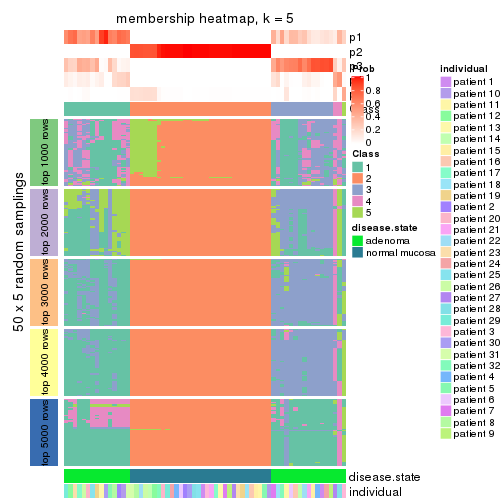 membership heatmap, k = 5
p1
p2
p3
Prob
1
0.8
0.6
0.4
0.2
0
Class
1
2
3
4
5
disease.state
adenoma
normal mucosa
individual
patient 1
patient 10
patient 11
patient 12
patient 13
patient 14
patient 15
patient 16
patient 17
patient 18
patient 19
patient 2
patient 20
patient 21
patient 22
patient 23
patient 24
patient 25
patient 26
patient 27
patient 28
patient 29
patient 3
patient 30
patient 31
patient 32
patient 4
patient 5
patient 6
patient 7
patient 8
patient 9
50 x 5 random samplings
top 1000 rows
top 2000 rows
top 3000 rows
top 4000 rows
top 5000 rows
disease.state
individual